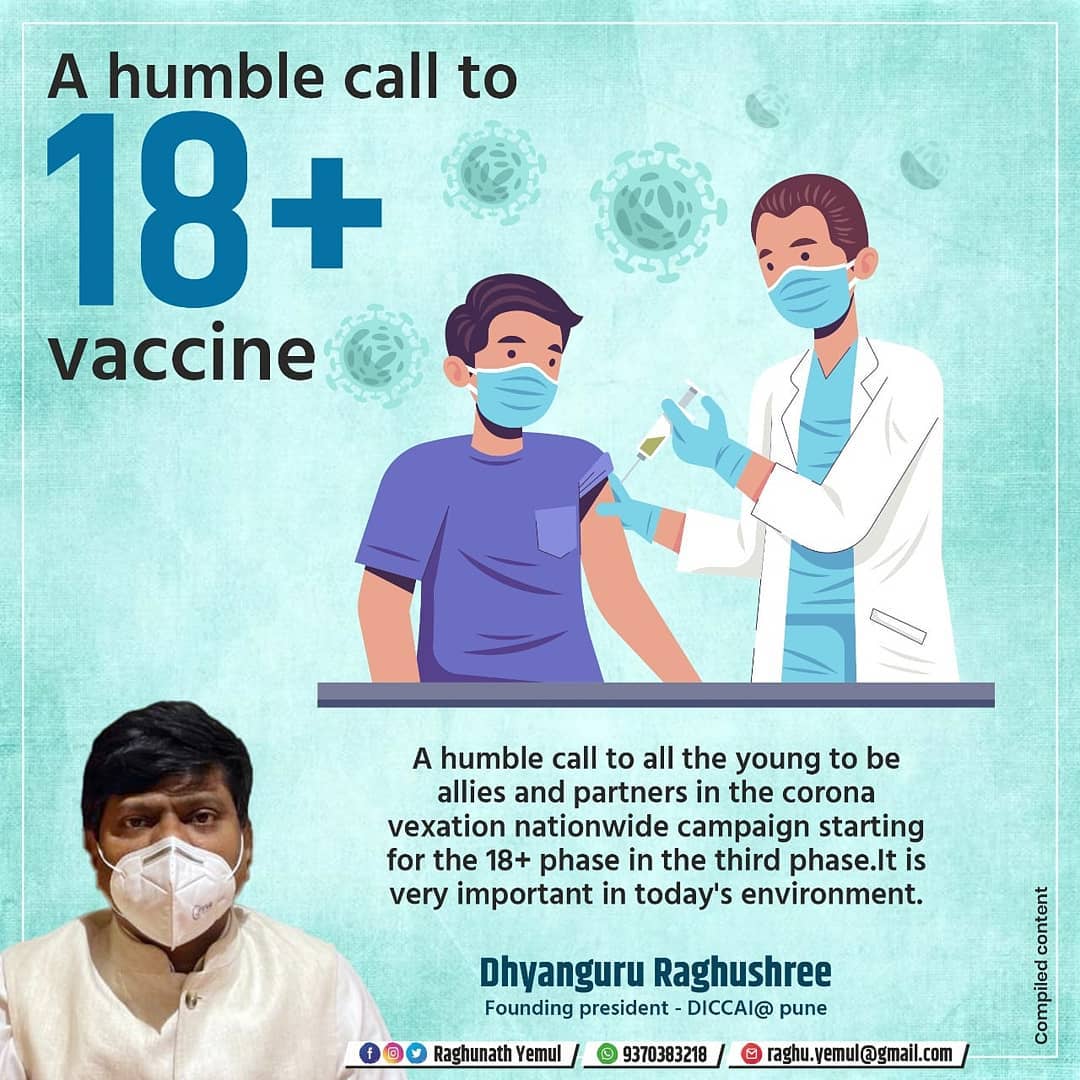 A humble call to
18+
vaccine
A humble call to all the young to be
allies and partners in the corona
vexation nationwide campaign starting
for the 18+ phase in the third phase.It is
very important in today's environment.
Dhyanguru Raghushree
Founding president - DICCAI@ pune
Raghunath Yemul
9370383218
raghu.yemul@gmail.com
Compiled content